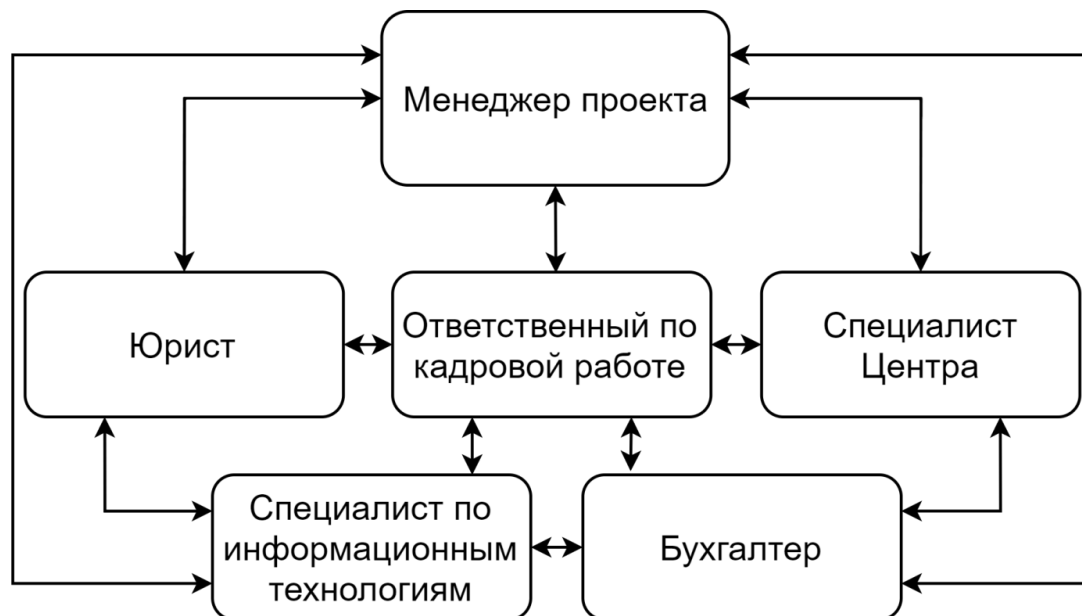 Менеджер проекта
Юрист
Ответственный по
кадровой работе
Специалист
Центра
Специалист по
информационным
технологиям
Бухгалтер